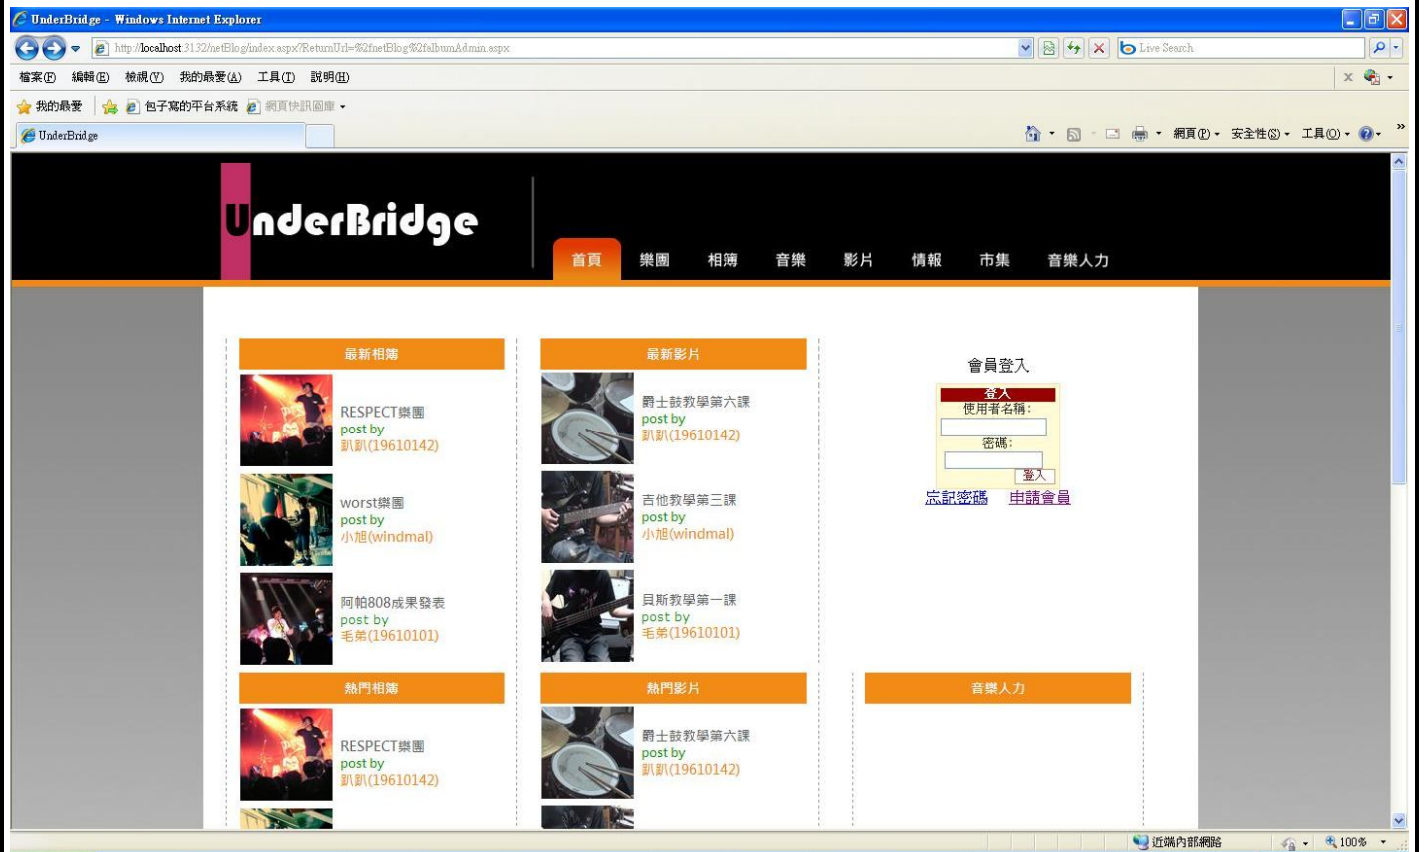 UnderBridge - Windows Internet Explorer
http://localhost:3132/netBlog/index.aspx?ReturnUrl=%2fnetBlog%2falbumAdmin.aspx
Live Search
檔案(F) 編輯(E) 檢視(V) 我的最愛(A) 工具(T) 說明(H)
我的最愛 包子寫的平台系統 網頁快訊圖庫
UnderBridge
網頁(P) 安全性(S) 工具(O)
UnderBridge
首頁 樂團 相簿 音樂 影片 情報 市集 音樂人力
最新相簿
RESPECT樂團
post by
趴趴(19610142)
worst樂團
post by
小旭(windmal)
阿帕808成果發表
post by
毛弟(19610101)
最新影片
爵士鼓教學第六課
post by
趴趴(19610142)
吉他教學第三課
post by
小旭(windmal)
貝斯教學第一課
post by
毛弟(19610101)
會員登入
登入
使用者名稱:
密碼:
登入
忘記密碼 申請會員
熱門相簿
RESPECT樂團
post by
趴趴(19610142)
熱門影片
爵士鼓教學第六課
post by
趴趴(19610142)
音樂人力
近端內部網路
100%